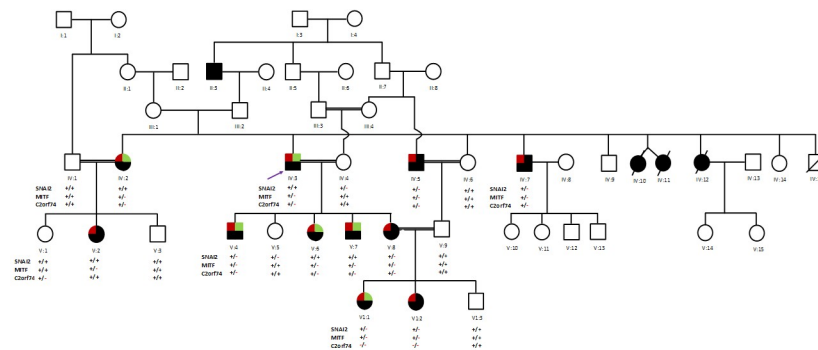 I:1 I:2 I:3 I:4
II:1 II:2 II:3 II:4 II:5 II:6 II:7 II:8
III:1 III:2 III:3 III:4
IV:1 IV:2 IV:3 IV:4 IV:5 IV:6 IV:7 IV:8 IV:9 IV:10 IV:11 IV:12 IV:13 IV:14
SNAI2 +/+ +/- SNAI2 +/+ +/- +/- +/+ SNAI2 +/-
MITF +/+ MITF +/- MITF
C2orf74 +/+ +/- C2orf74 +/- +/- +/- +/+ C2orf74 +/-
V:1 V:2 V:3 V:4 V:5 V:6 V:7 V:8 V:9 V:10 V:11 V:12 V:13 V:14 V:15
SNAI2 +/+ +/+ +/+ SNAI2 +/- +/- +/+ +/+ +/- +/+
MITF +/+ +/- +/+ MITF +/-
C2orf74 +/- +/+ +/+ C2orf74 +/-
V1:1 V1:2 V1:3
SNAI2 +/- +/- +/+
MITF +/- +/- +/+
C2orf74 -/- -/- +/+